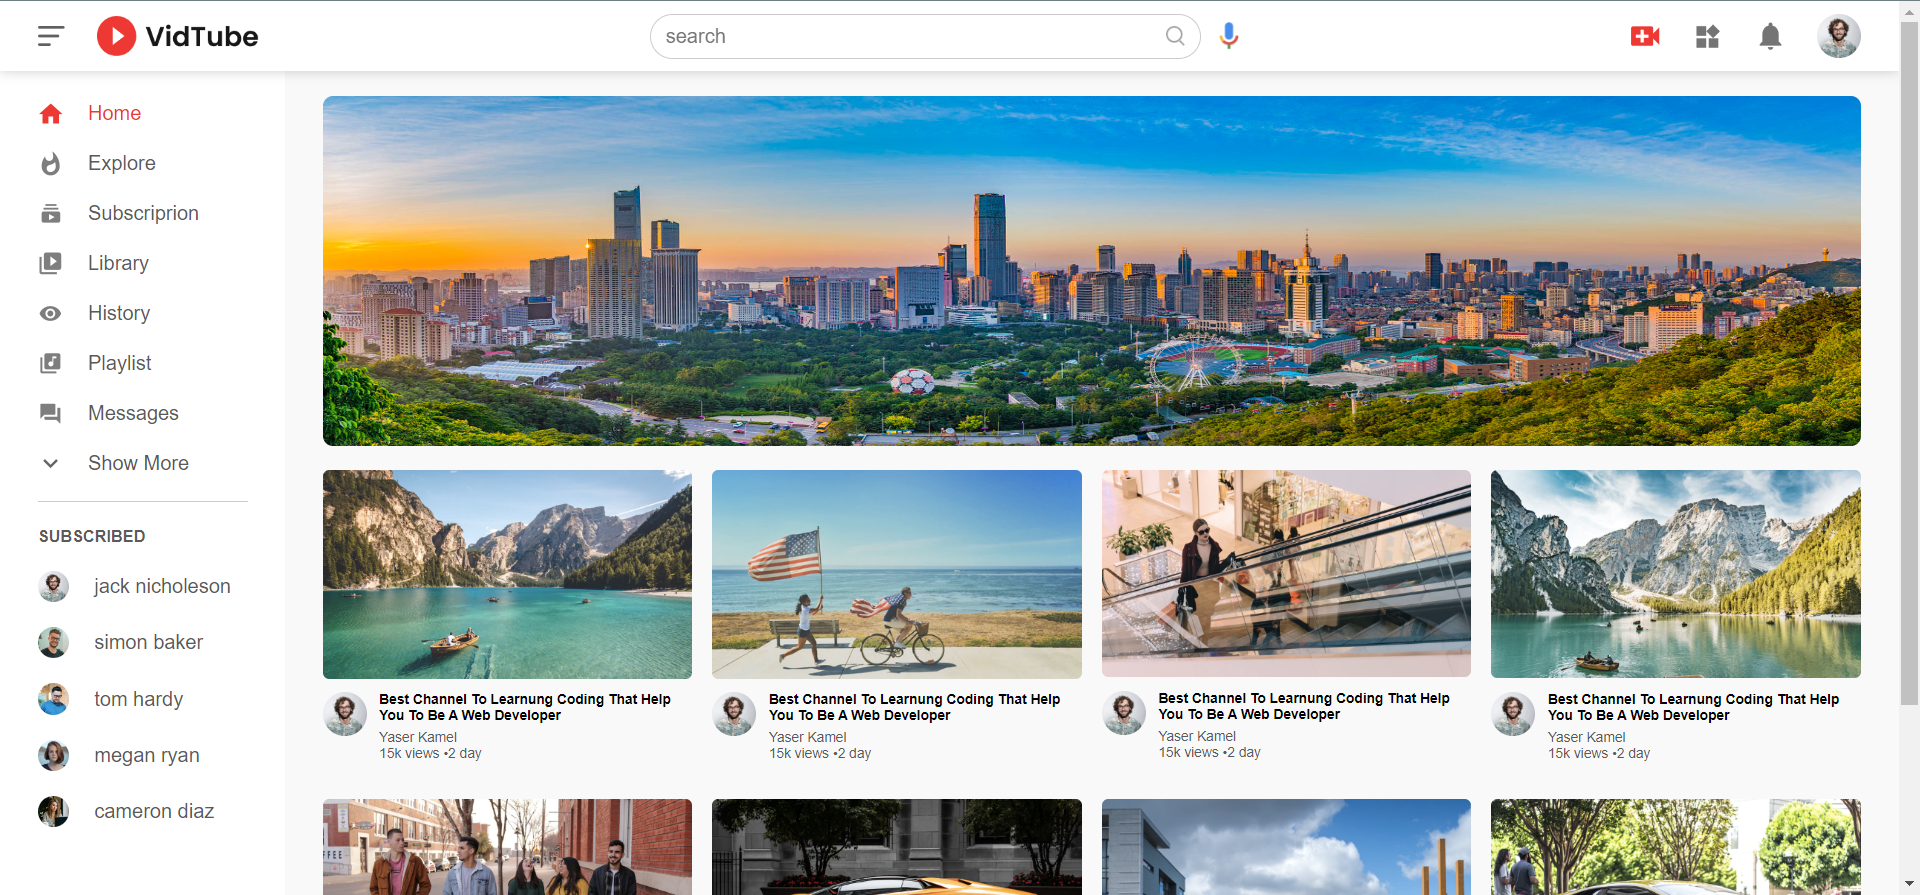 VidTube
search
Home
Explore
Subscriprion
Library
History
Playlist
Messages
Show More
SUBSCRIBED
jack nicholeson
simon baker
tom hardy
megan ryan
cameron diaz
Best Channel To Learnung Coding That Help
You To Be A Web Developer
Yaser Kamel
15k views •2 day
Best Channel To Learnung Coding That Help
You To Be A Web Developer
Yaser Kamel
15k views •2 day
Best Channel To Learnung Coding That Help
You To Be A Web Developer
Yaser Kamel
15k views •2 day
Best Channel To Learnung Coding That Help
You To Be A Web Developer
Yaser Kamel
15k views •2 day